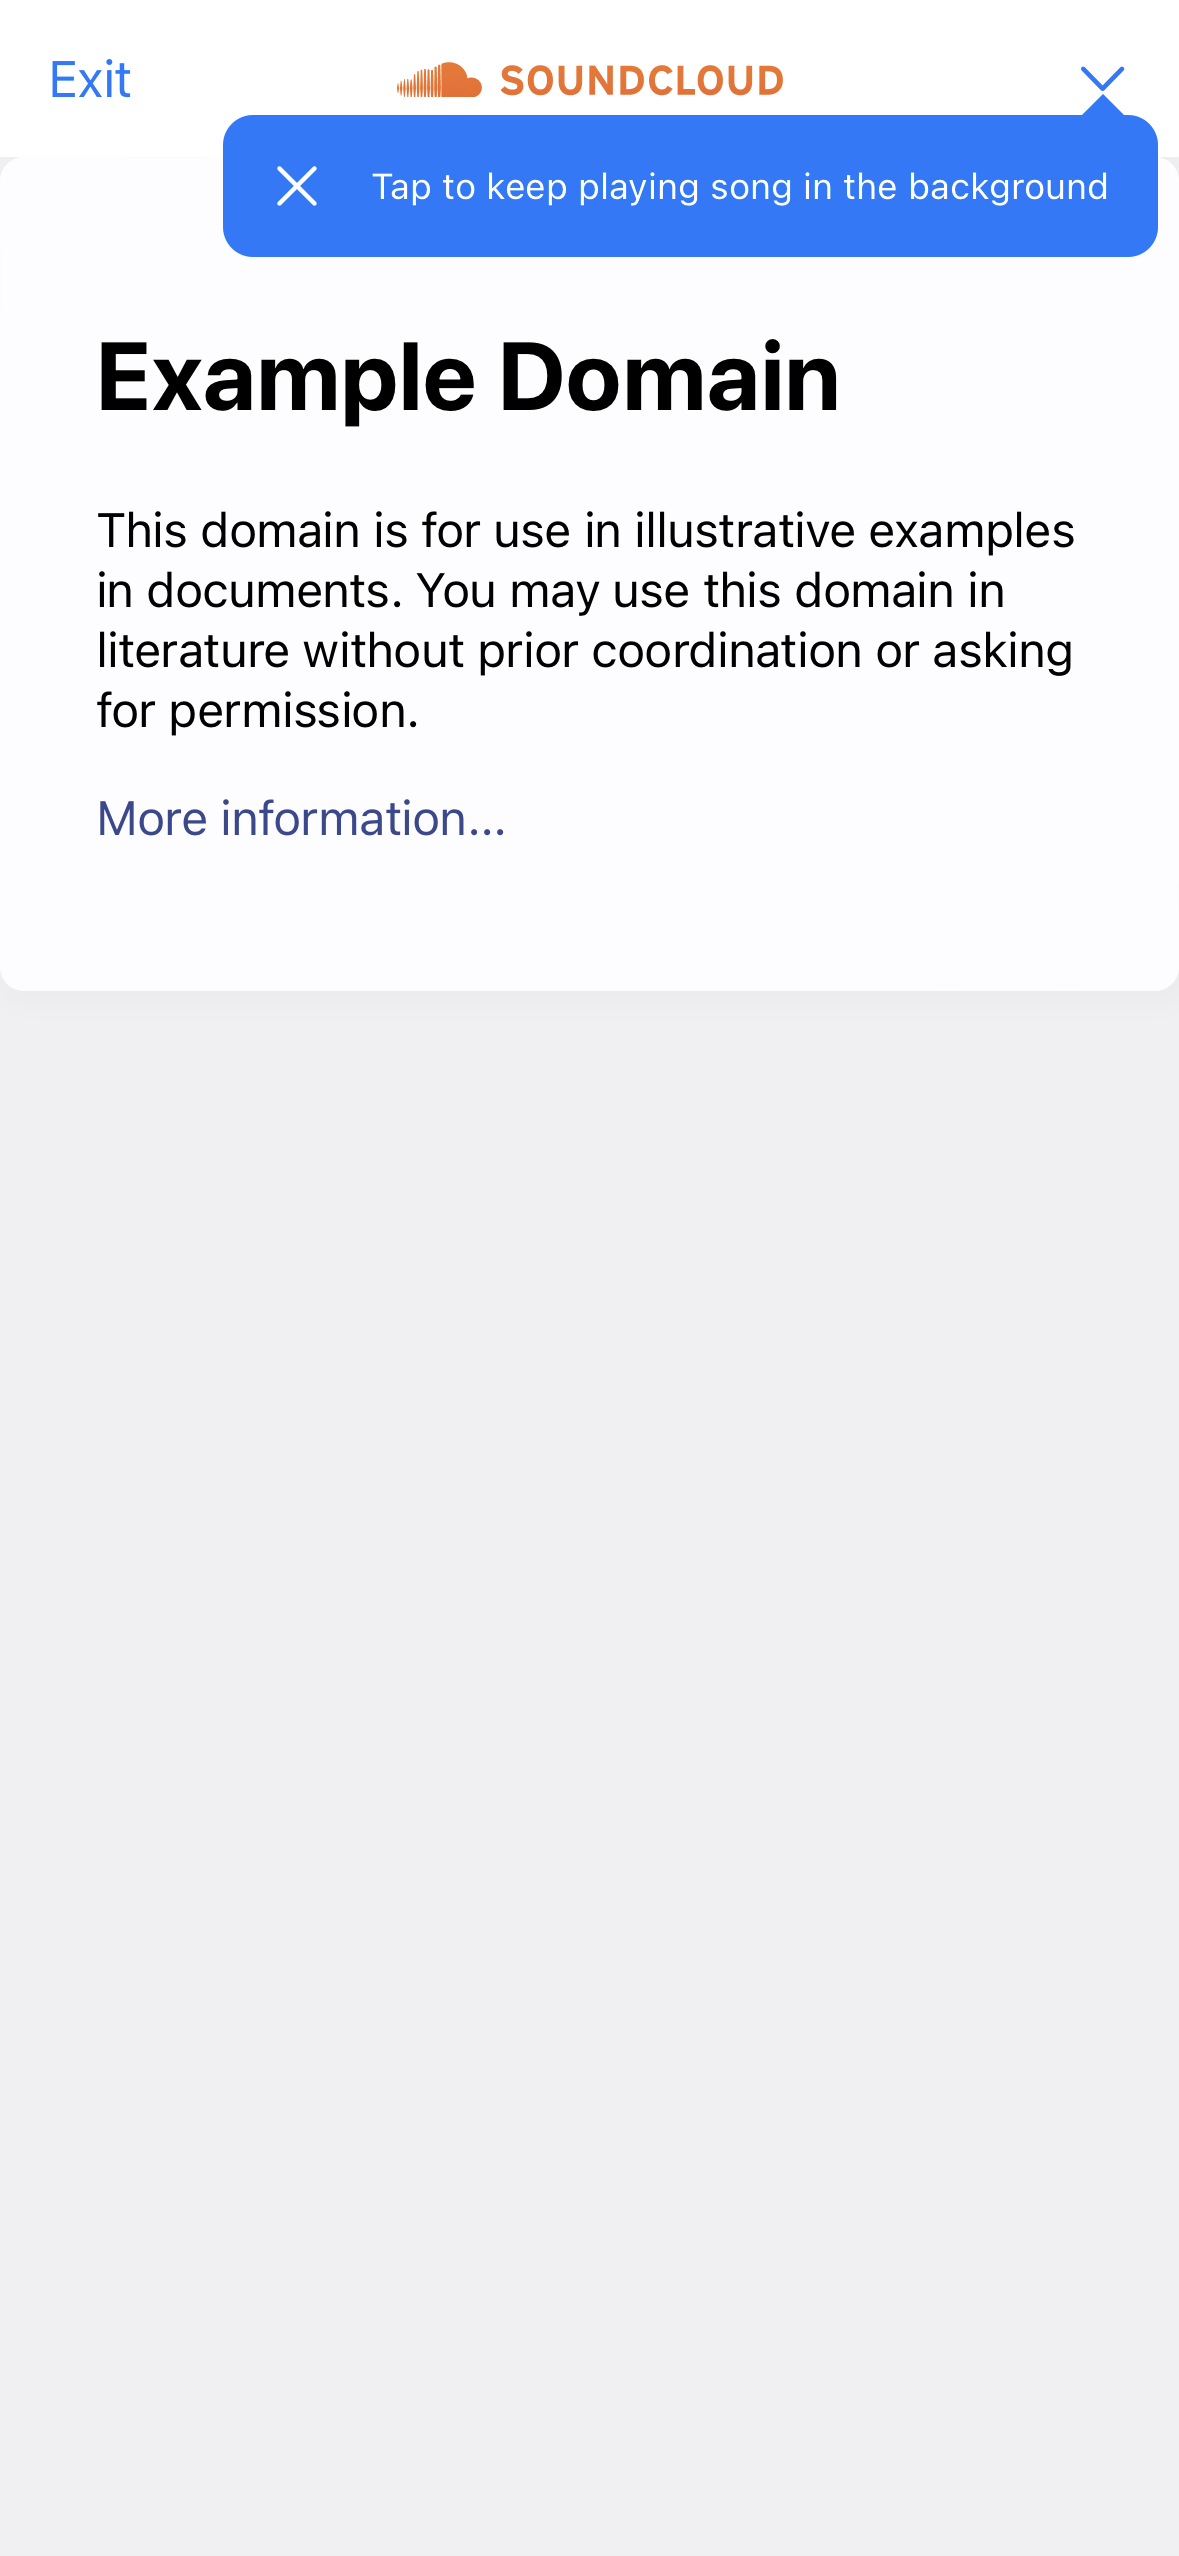 Exit
SOUNDCLOUD
Tap to keep playing song in the background
Example Domain
This domain is for use in illustrative examples
in documents. You may use this domain in
literature without prior coordination or asking
for permission.
More information...